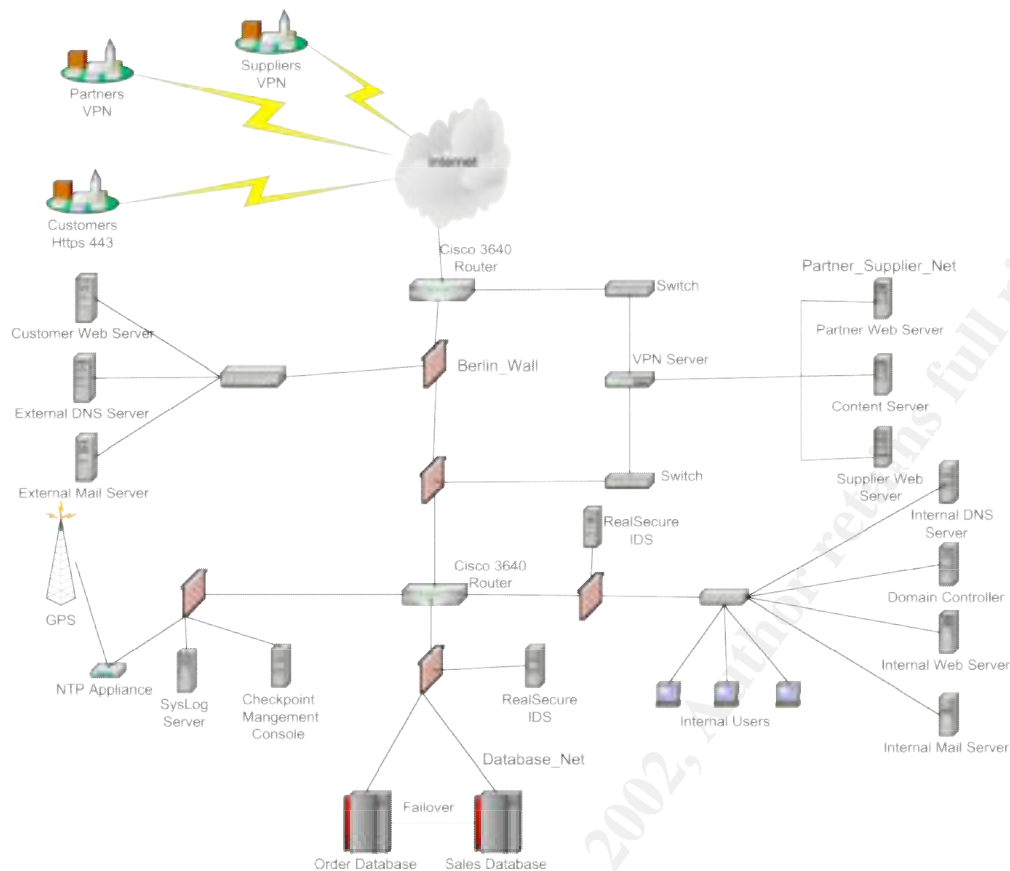 Suppliers
VPN
Partners
VPN
Internet
Customers
Https 443
Cisco 3640
Router
Switch
Partner_Supplier_Net
Customer Web Server
Partner Web Server
Berlin_Wall
VPN Server
External DNS Server
Content Server
External Mail Server
Switch
Supplier Web
Server
RealSecure
IDS
Internal DNS
Server
Cisco 3640
Router
GPS
Domain Controller
NTP Appliance
SysLog
Server
Checkpoint
Mangement
Console
RealSecure
IDS
Internal Users
Internal Web Server
Internal Mail Server
Database_Net
Failover
Order Database
Sales Database
2002, Author retains full ri